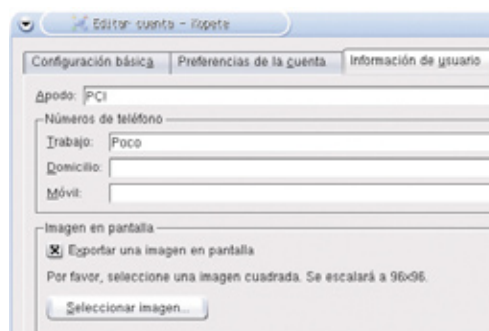 Editar cuenta - Kopete
Configuración básica Preferencias de la cuenta Información de usuario
Apodo: PCI
Números de teléfono
Trabajo: Poco
Domicilio:
Móvil:
Imagen en pantalla
Exportar una imagen en pantalla
Por favor, seleccione una imagen cuadrada. Se escalará a 96x96.
Seleccionar imagen...